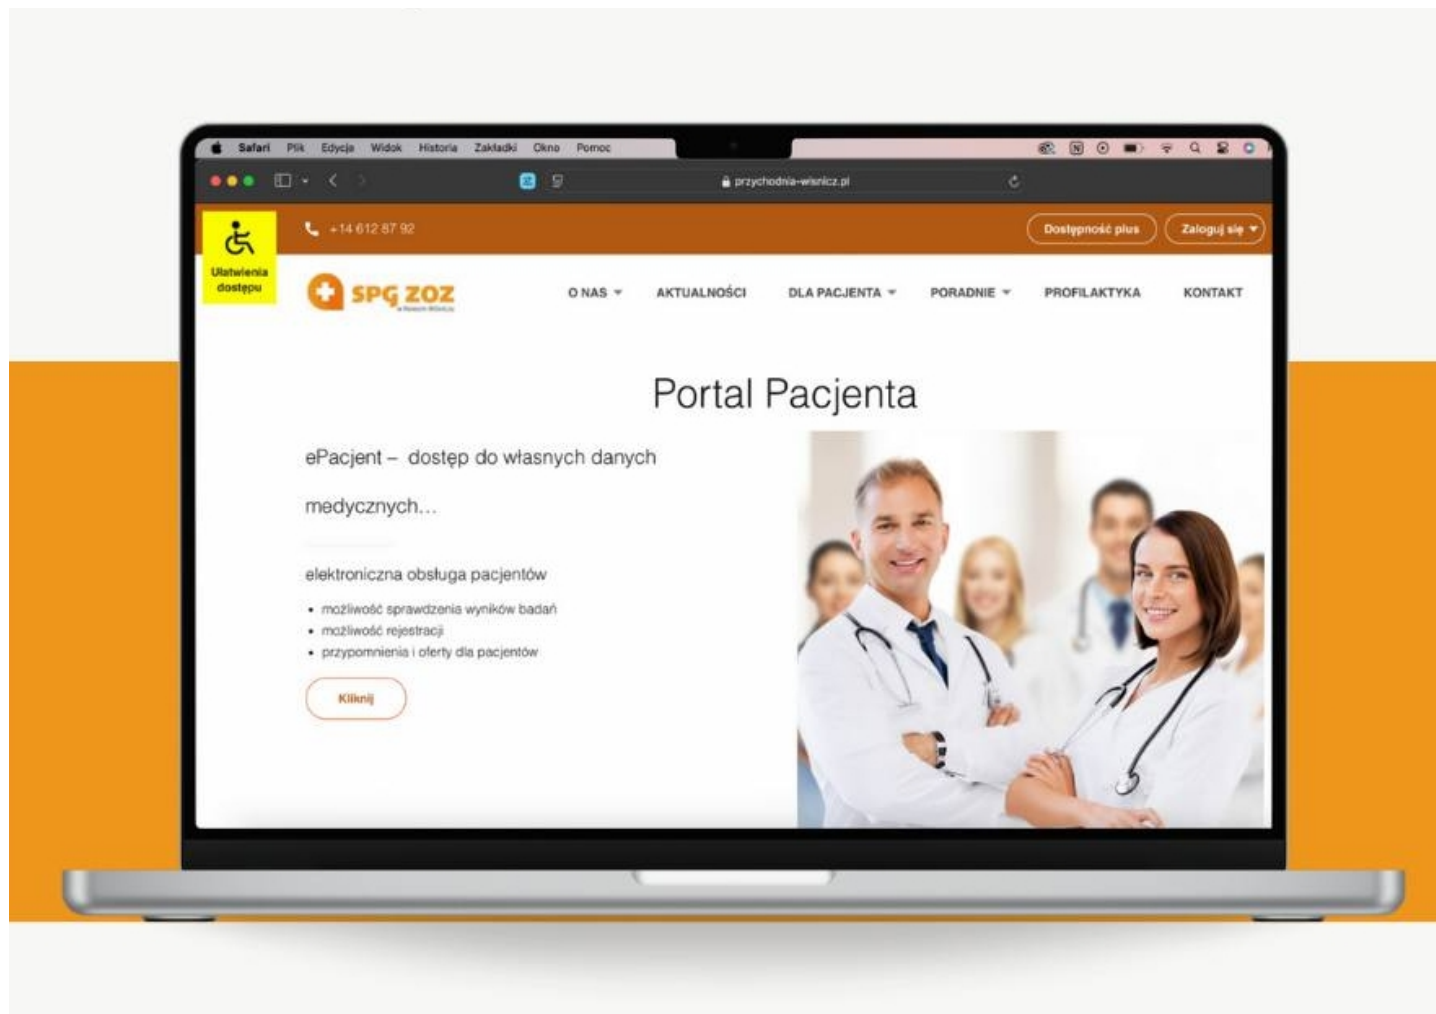 Safari Plik Edycja Widok Historia Zakładki Okno Pomoc
przychodnia-wisnicz.pl
+14 612 87 92
Dostępność plus
Zaloguj się
Ułatwienia
dostępu
SPG ZOZ
w Nowym Wiśniczu
O NAS
AKTUALNOŚCI
DLA PACJENTA
PORADNIE
PROFILAKTYKA
KONTAKT
Portal Pacjenta
ePacjent – dostęp do własnych danych
medycznych...
elektroniczna obsługa pacjentów
• możliwość sprawdzenia wyników badań
• możliwość rejestracji
• przypomnienia i oferty dla pacjentów
Kliknij